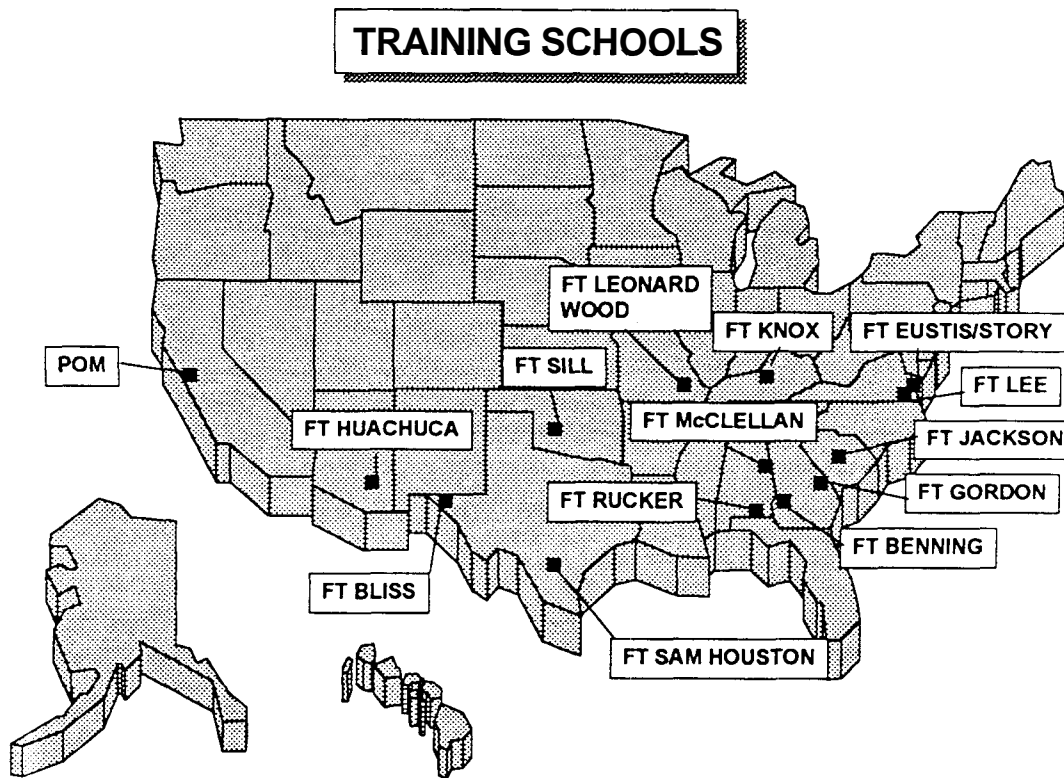 TRAINING SCHOOLS
FT LEONARD
WOOD
FT KNOX
FT EUSTIS/STORY
POM
FT SILL
FT LEE
FT HUACHUCA
FT McCLELLAN
FT JACKSON
FT RUCKER
FT GORDON
FT BENNING
FT BLISS
FT SAM HOUSTON